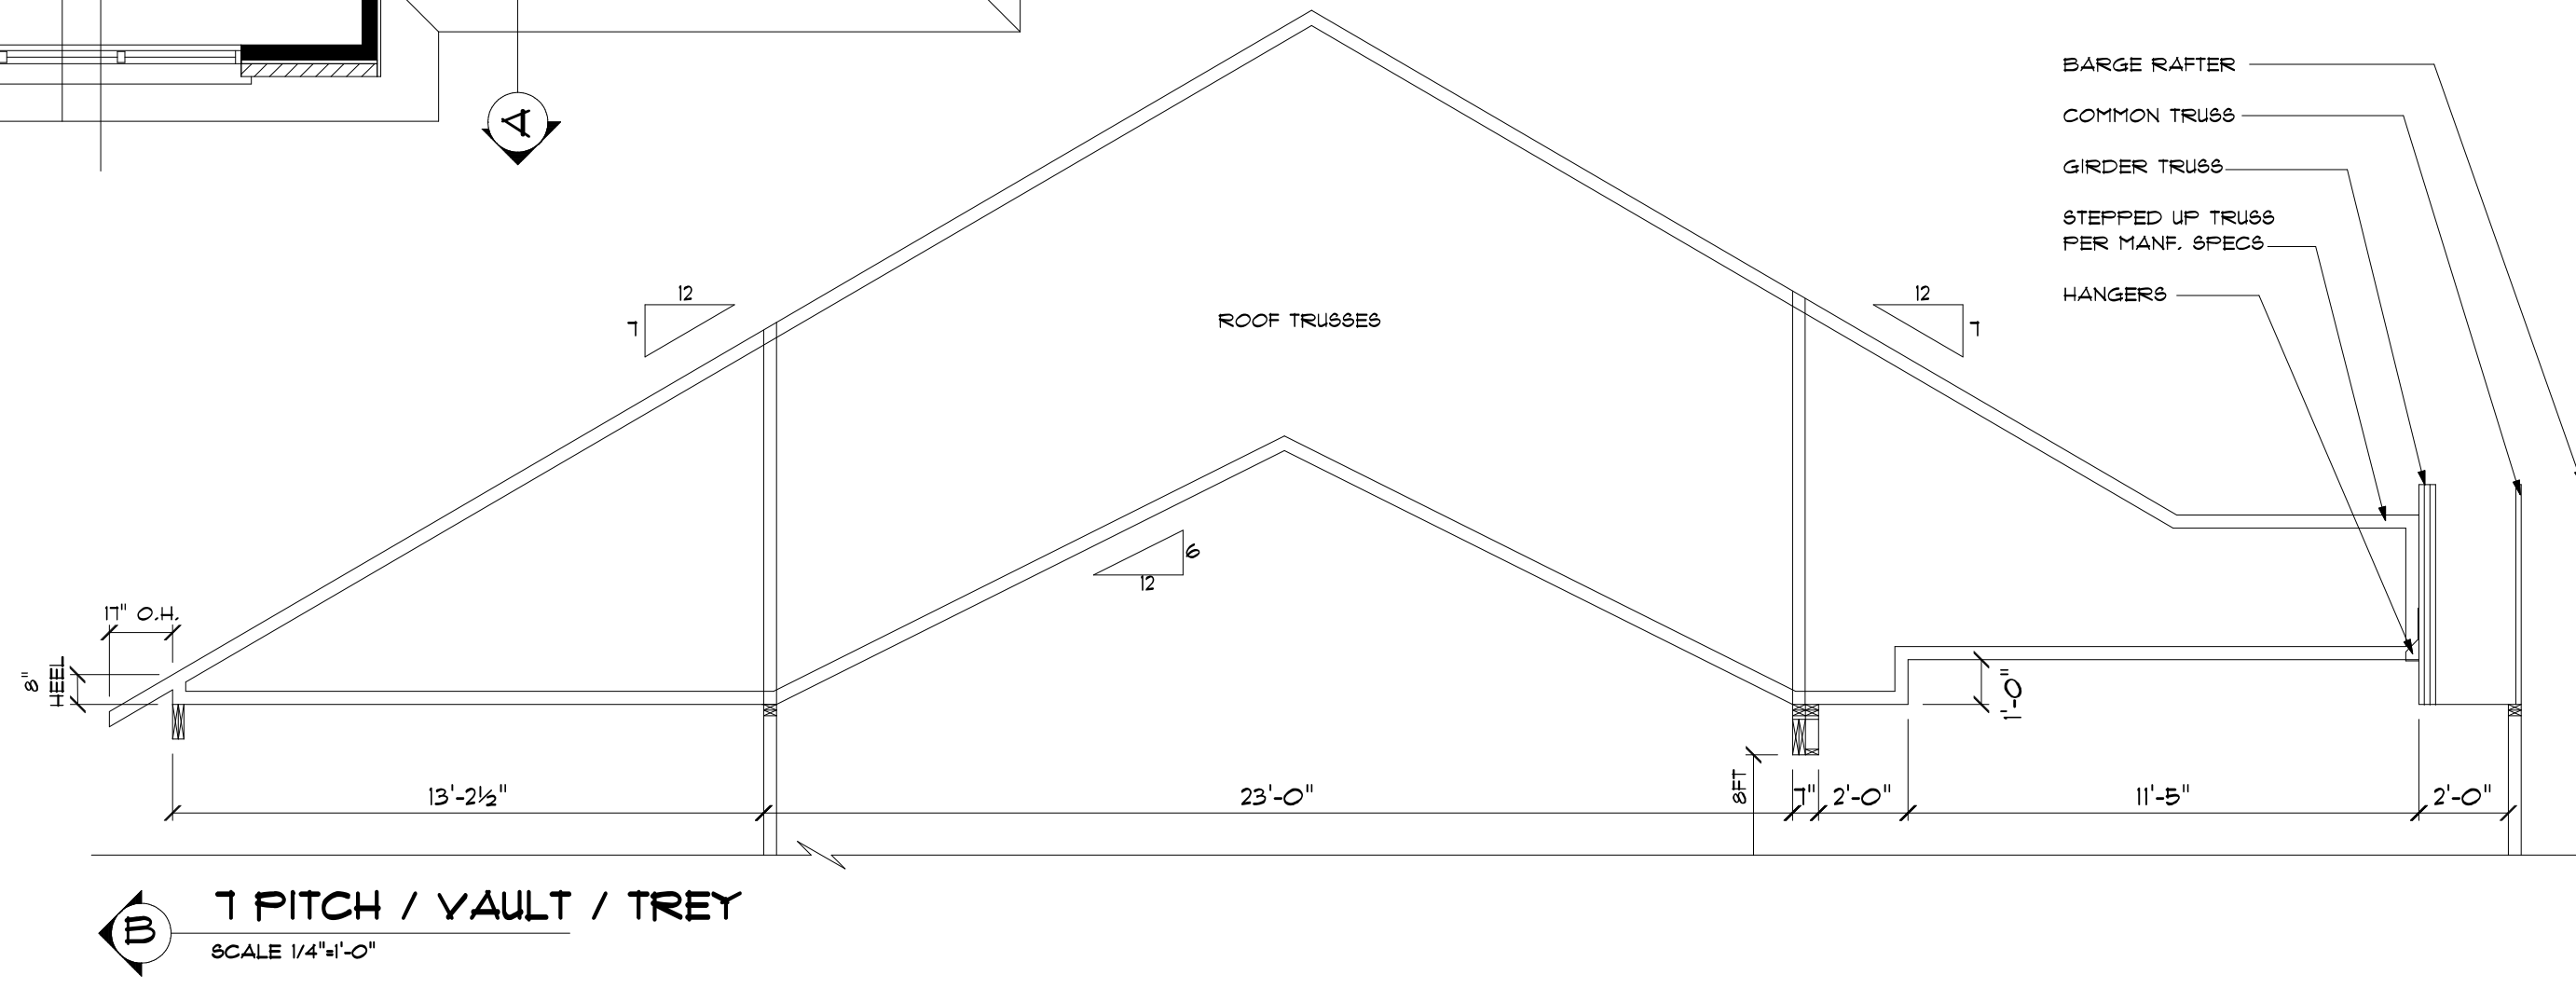 A
BARGE RAFTER
COMMON TRUSS
GIRDER TRUSS
STEPPED UP TRUSS
PER MANF. SPECS
HANGERS
12
7
12
7
ROOF TRUSSES
6
12
17" O.H.
8"
HEEL
1'-0"
8FT
13'-2½"
23'-0"
7"
2'-0"
11'-5"
2'-0"
B
7 PITCH / VAULT / TREY
SCALE 1/4"=1'-0"